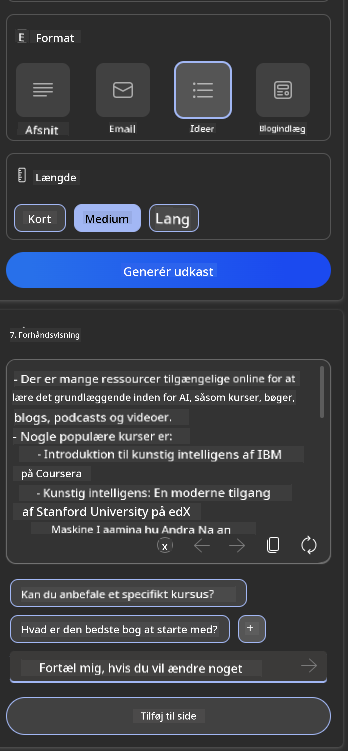 Format
Afsnit
Email
Ideer
Blogindlæg
Længde
Kort
Medium
Lang
Generér udkast
7. Forhåndsvisning
- Der er mange ressourcer tilgængelige online for at
lære det grundlæggende inden for AI, såsom kurser, bøger,
blogs, podcasts og videoer.
- Nogle populære kurser er:
- Introduktion til kunstig intelligens af IBM
på Coursera
- Kunstig intelligens: En moderne tilgang
af Stanford University på edX
Maskine
Kan du anbefale et specifikt kursus?
Hvad er den bedste bog at starte med?
+
Fortæl mig, hvis du vil ændre noget
Tilføj til side